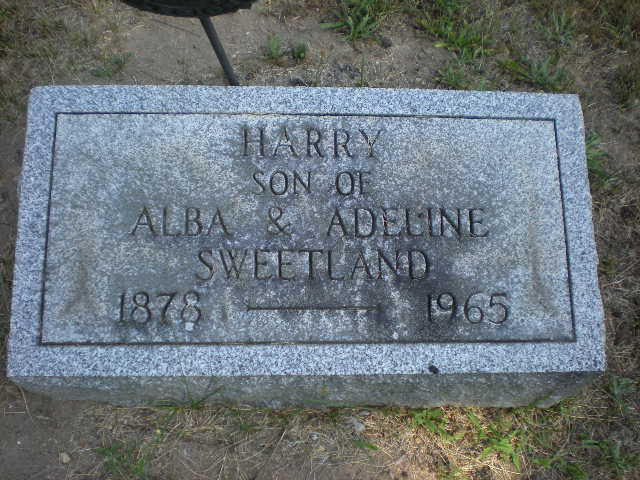 HARRY
SON OF
ALBA & ADELINE
SWEETLAND
1878 — 1965